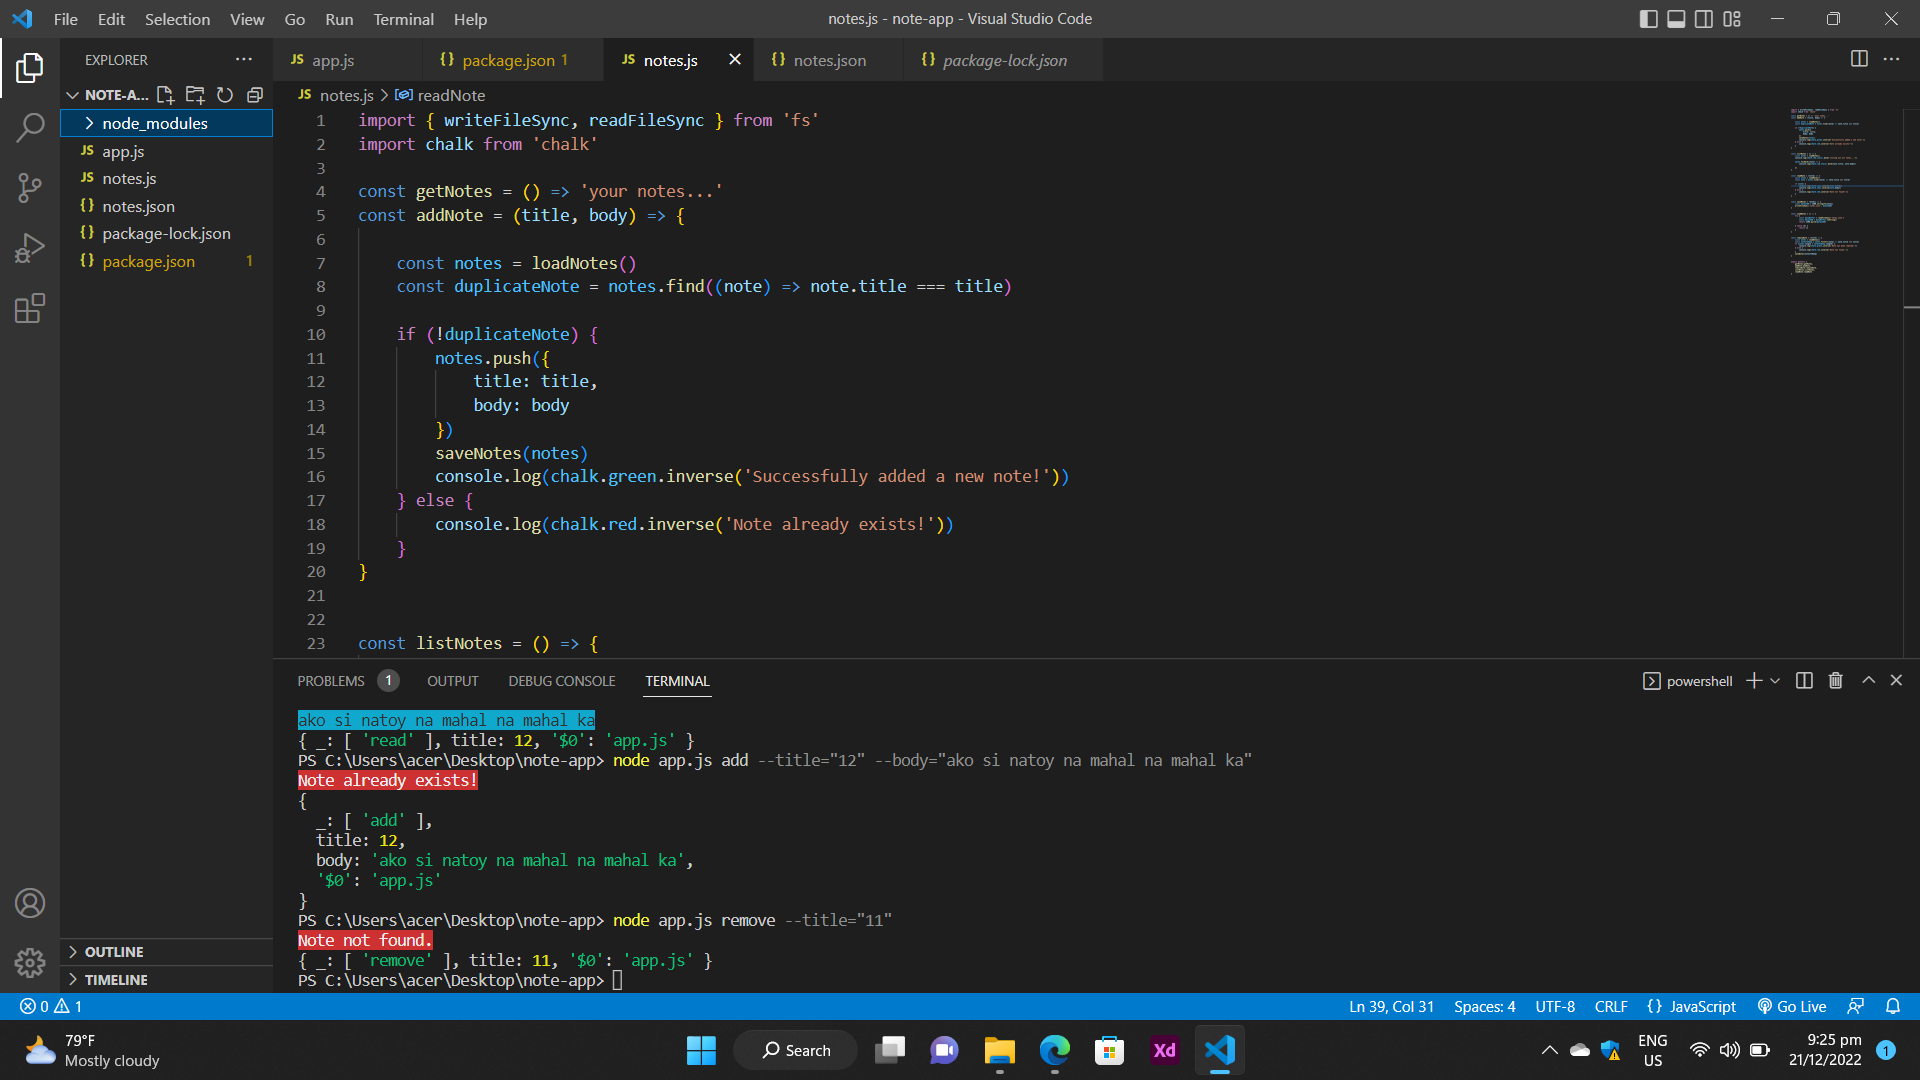 File Edit Selection View Go Run Terminal Help
notes.js - note-app - Visual Studio Code
EXPLORER
NOTE-A...
node_modules
JS app.js
JS notes.js
{} notes.json
{} package-lock.json
{} package.json 1
OUTLINE
TIMELINE
JS app.js
{} package.json 1
JS notes.js
{} notes.json
{} package-lock.json
JS notes.js > readNote
1 import { writeFileSync, readFileSync } from 'fs'
2 import chalk from 'chalk'
3
4 const getNotes = () => 'your notes...'
5 const addNote = (title, body) => {
6
7 const notes = loadNotes()
8 const duplicateNote = notes.find((note) => note.title === title)
9
10 if (!duplicateNote) {
11 notes.push({
12 title: title,
13 body: body
14 })
15 saveNotes(notes)
16 console.log(chalk.green.inverse('Successfully added a new note!'))
17 } else {
18 console.log(chalk.red.inverse('Note already exists!'))
19 }
20 }
21
22
23 const listNotes = () => {
PROBLEMS 1 OUTPUT DEBUG CONSOLE TERMINAL
powershell
ako si natoy na mahal na mahal ka
{ _: [ 'read' ], title: 12, '$0': 'app.js' }
PS C:\Users\acer\Desktop\note-app> node app.js add --title="12" --body="ako si natoy na mahal na mahal ka"
Note already exists!
{
_: [ 'add' ],
title: 12,
body: 'ako si natoy na mahal na mahal ka',
'$0': 'app.js'
}
PS C:\Users\acer\Desktop\note-app> node app.js remove --title="11"
Note not found.
{ _: [ 'remove' ], title: 11, '$0': 'app.js' }
PS C:\Users\acer\Desktop\note-app>
0 1
Ln 39, Col 31 Spaces: 4 UTF-8 CRLF {} JavaScript Go Live
79°F
Mostly cloudy
Search
Xd
ENG
US
9:25 pm
21/12/2022
1